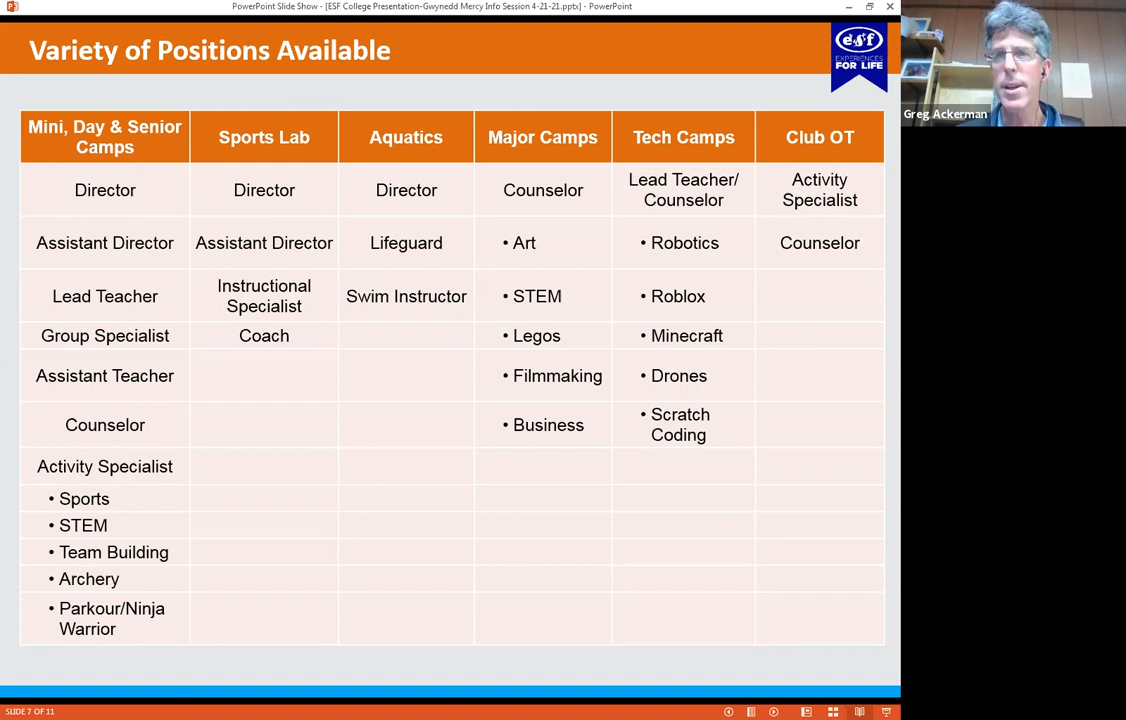 PowerPoint Slide Show - [ESF College Presentation-Gwynedd Mercy Info Session 4-21-21.pptx] - PowerPoint
Variety of Positions Available
esf
EXPERIENCES
FOR LIFE
Greg Ackerman
Mini, Day & Senior
Camps
Sports Lab
Aquatics
Major Camps
Tech Camps
Club OT
Director
Director
Director
Counselor
Lead Teacher/
Counselor
Activity
Specialist
Assistant Director
Assistant Director
Lifeguard
• Art
• Robotics
Counselor
Lead Teacher
Instructional
Specialist
Swim Instructor
• STEM
• Roblox
Group Specialist
Coach
• Legos
• Minecraft
Assistant Teacher
• Filmmaking
• Drones
Counselor
• Business
• Scratch
Coding
Activity Specialist
• Sports
• STEM
• Team Building
• Archery
• Parkour/Ninja
Warrior
SLIDE 7 OF 11